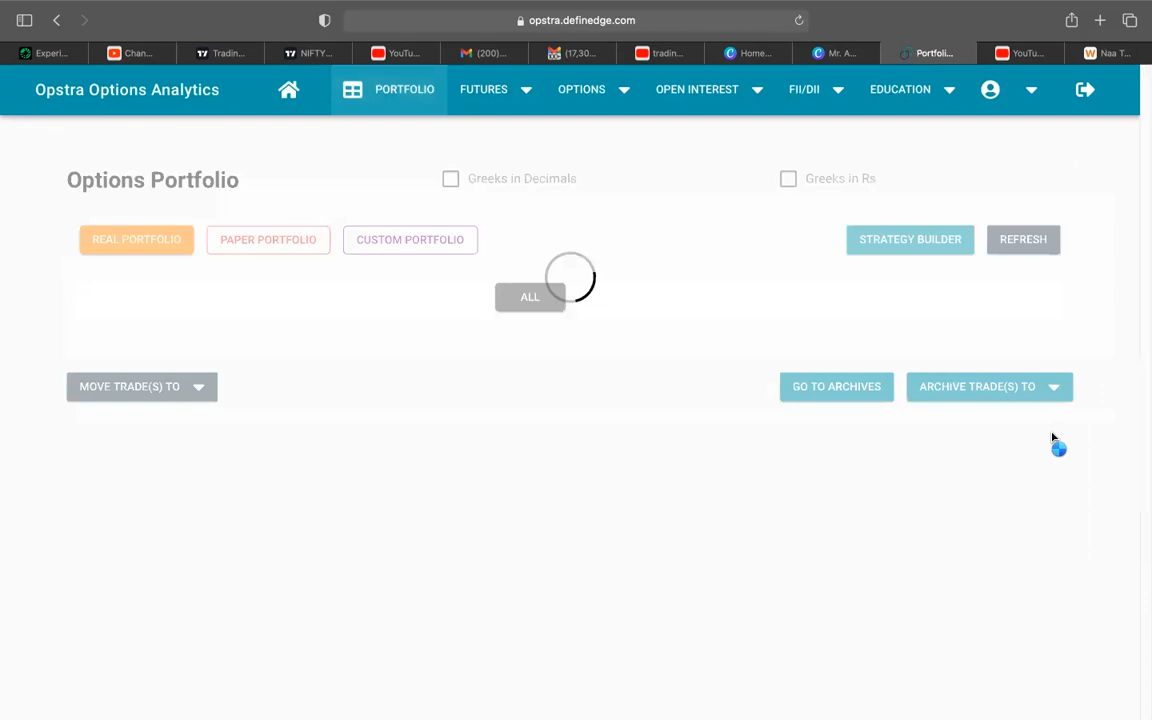 opstra.definedge.com
Experi... Chan... Tradin... NIFTY... YouTu... (200)... (17,30... tradin... Home... Mr. A... Portfoli... YouTu... Naa T...
Opstra Options Analytics PORTFOLIO FUTURES OPTIONS OPEN INTEREST FII/DII EDUCATION
Options Portfolio Greeks in Decimals Greeks in Rs
REAL PORTFOLIO PAPER PORTFOLIO CUSTOM PORTFOLIO STRATEGY BUILDER REFRESH
ALL
MOVE TRADE(S) TO GO TO ARCHIVES ARCHIVE TRADE(S) TO